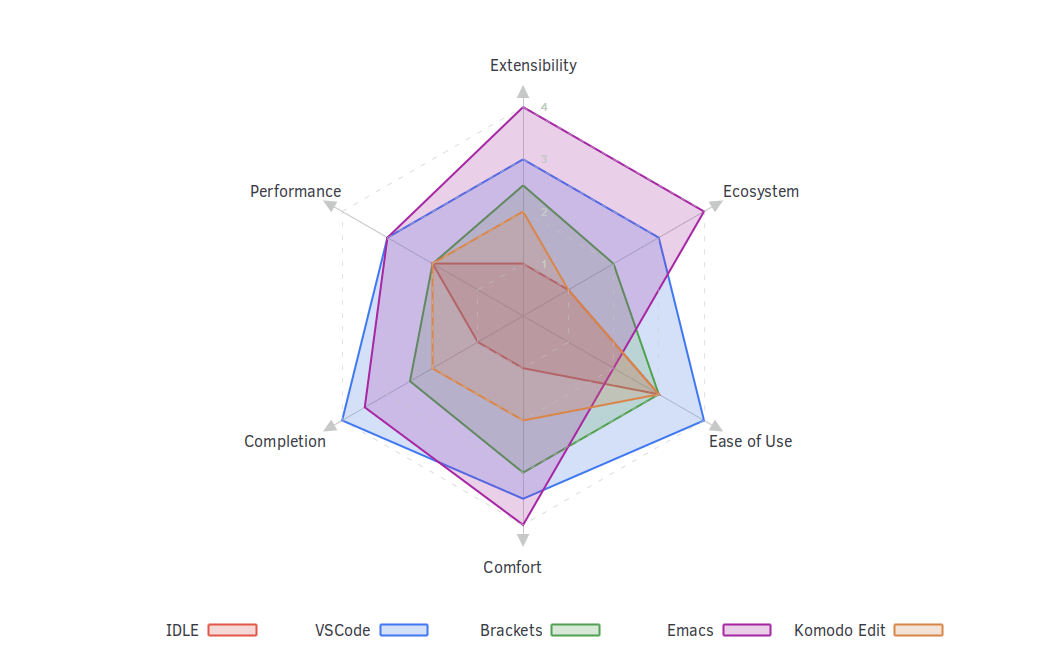 Extensibility
4
3
2
1
Performance
Ecosystem
Completion
Ease of Use
Comfort
IDLE
VSCode
Brackets
Emacs
Komodo Edit